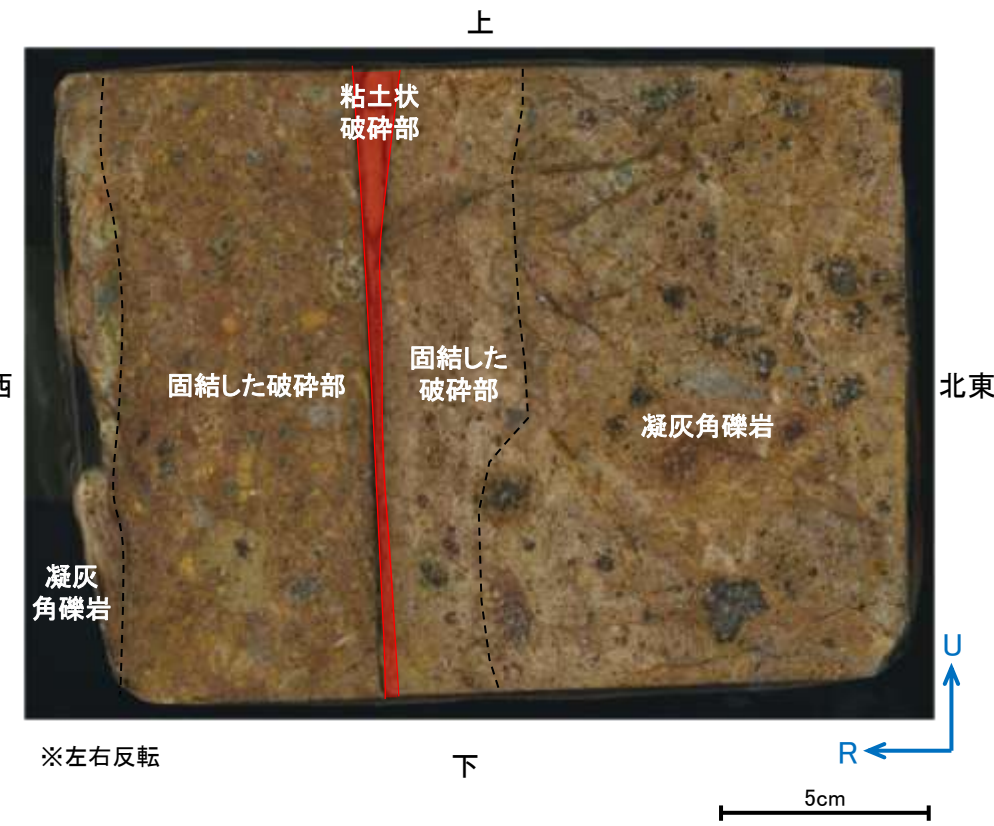 上
粘土状
破砕部
西
固結した破砕部
固結した
破砕部
北東
凝灰角礫岩
凝灰
角礫岩
U
R
※左右反転
下
5cm